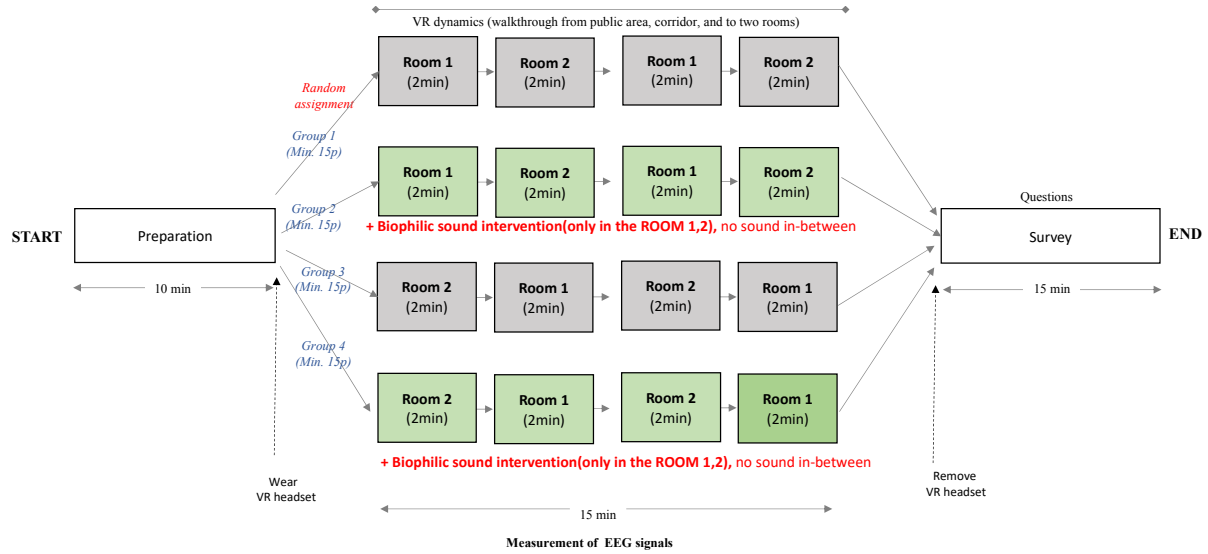 VR dynamics (walkthrough from public area, corridor, and to two rooms)
Room 1
(2min)
Room 2
(2min)
Room 1
(2min)
Room 2
(2min)
Random
assignment
Group 1
(Min. 15p)
Room 1
(2min)
Room 2
(2min)
Room 1
(2min)
Room 2
(2min)
Group 2
(Min. 15p)
+ Biophilic sound intervention(only in the ROOM 1,2), no sound in-between
START
Preparation
10 min
Questions
Survey
END
15 min
Group 3
(Min. 15p)
Room 2
(2min)
Room 1
(2min)
Room 2
(2min)
Room 1
(2min)
Group 4
(Min. 15p)
Room 2
(2min)
Room 1
(2min)
Room 2
(2min)
Room 1
(2min)
+ Biophilic sound intervention(only in the ROOM 1,2), no sound in-between
Wear
VR headset
Remove
VR headset
15 min
Measurement of EEG signals